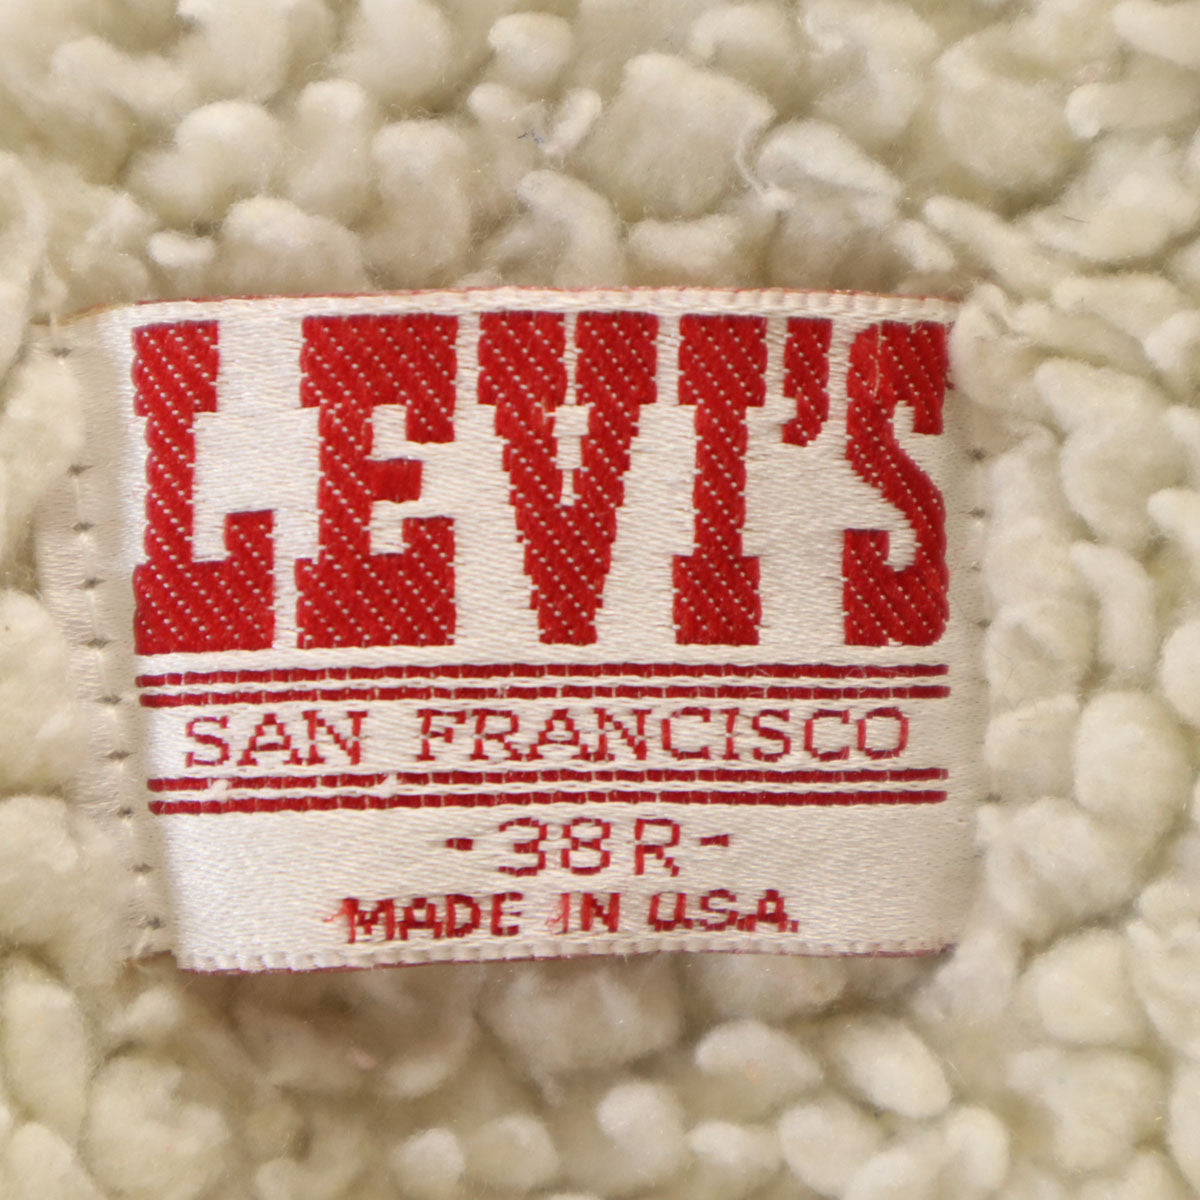 LEVI'S
SAN FRANCISCO
-38R-
MADE IN U.S.A.